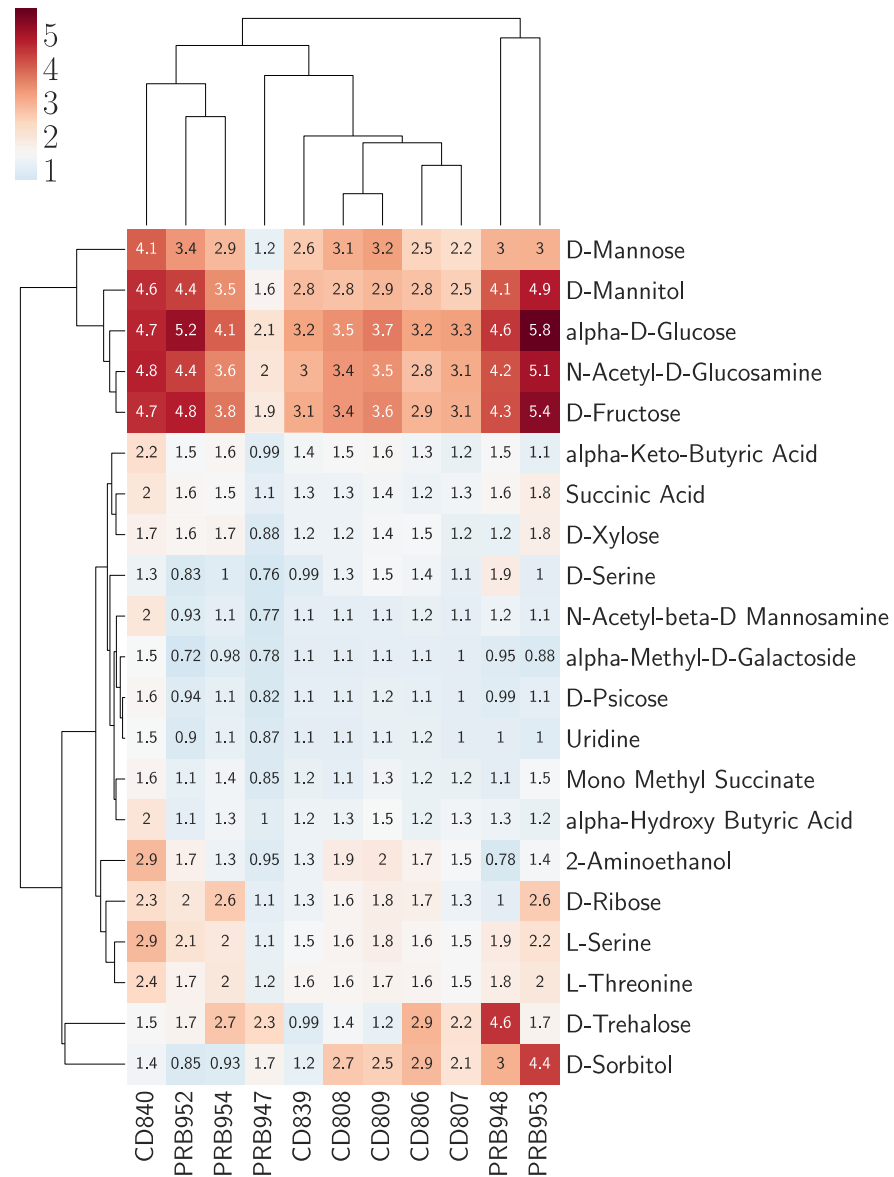 5
4
3
2
1
4.1 3.4 2.9 1.2 2.6 3.1 3.2 2.5 2.2 3 3 D-Mannose
4.6 4.4 3.5 1.6 2.8 2.8 2.9 2.8 2.5 4.1 4.9 D-Mannitol
4.7 5.2 4.1 2.1 3.2 3.5 3.7 3.2 3.3 4.6 5.8 alpha-D-Glucose
4.8 4.4 3.6 2 3 3.4 3.5 2.8 3.1 4.2 5.1 N-Acetyl-D-Glucosamine
4.7 4.8 3.8 1.9 3.1 3.4 3.6 2.9 3.1 4.3 5.4 D-Fructose
2.2 1.5 1.6 0.99 1.4 1.5 1.6 1.3 1.2 1.5 1.1 alpha-Keto-Butyric Acid
2 1.6 1.5 1.1 1.3 1.3 1.4 1.2 1.3 1.6 1.8 Succinic Acid
1.7 1.6 1.7 0.88 1.2 1.2 1.4 1.5 1.2 1.2 1.8 D-Xylose
1.3 0.83 1 0.76 0.99 1.3 1.5 1.4 1.1 1.9 1 D-Serine
2 0.93 1.1 0.77 1.1 1.1 1.1 1.2 1.1 1.2 1.1 N-Acetyl-beta-D Mannosamine
1.5 0.72 0.98 0.78 1.1 1.1 1.1 1.1 1 0.95 0.88 alpha-Methyl-D-Galactoside
1.6 0.94 1.1 0.82 1.1 1.1 1.2 1.1 1 0.99 1.1 D-Psicose
1.5 0.9 1.1 0.87 1.1 1.1 1.1 1.2 1 1 1 Uridine
1.6 1.1 1.4 0.85 1.2 1.1 1.3 1.2 1.2 1.1 1.5 Mono Methyl Succinate
2 1.1 1.3 1 1.2 1.3 1.5 1.2 1.3 1.3 1.2 alpha-Hydroxy Butyric Acid
2.9 1.7 1.3 0.95 1.3 1.9 2 1.7 1.5 0.78 1.4 2-Aminoethanol
2.3 2 2.6 1.1 1.3 1.6 1.8 1.7 1.3 1 2.6 D-Ribose
2.9 2.1 2 1.1 1.5 1.6 1.8 1.6 1.5 1.9 2.2 L-Serine
2.4 1.7 2 1.2 1.6 1.6 1.7 1.6 1.5 1.8 2 L-Threonine
1.5 1.7 2.7 2.3 0.99 1.4 1.2 2.9 2.2 4.6 1.7 D-Trehalose
1.4 0.85 0.93 1.7 1.2 2.7 2.5 2.9 2.1 3 4.4 D-Sorbitol
CD840 PRB952 PRB954 PRB947 CD839 CD808 CD809 CD806 CD807 PRB948 PRB953